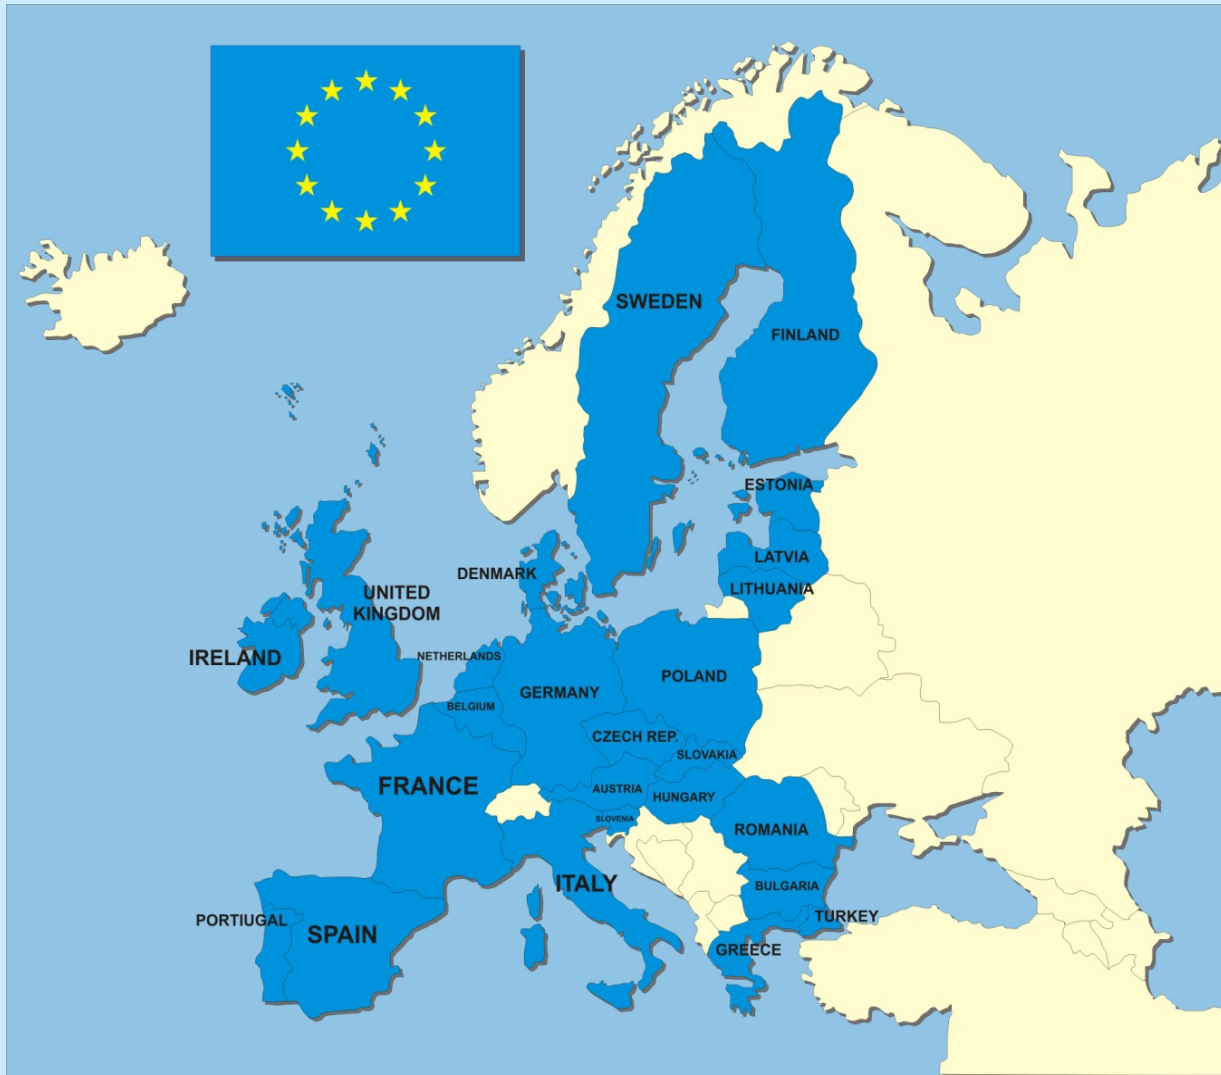 SWEDEN
FINLAND
ESTONIA
LATVIA
LITHUANIA
DENMARK
UNITED
KINGDOM
IRELAND
NETHERLANDS
POLAND
GERMANY
BELGIUM
CZECH REP.
SLOVAKIA
FRANCE
AUSTRIA
HUNGARY
SLOVENIA
ROMANIA
ITALY
BULGARIA
PORTIUGAL
TURKEY
SPAIN
GREECE